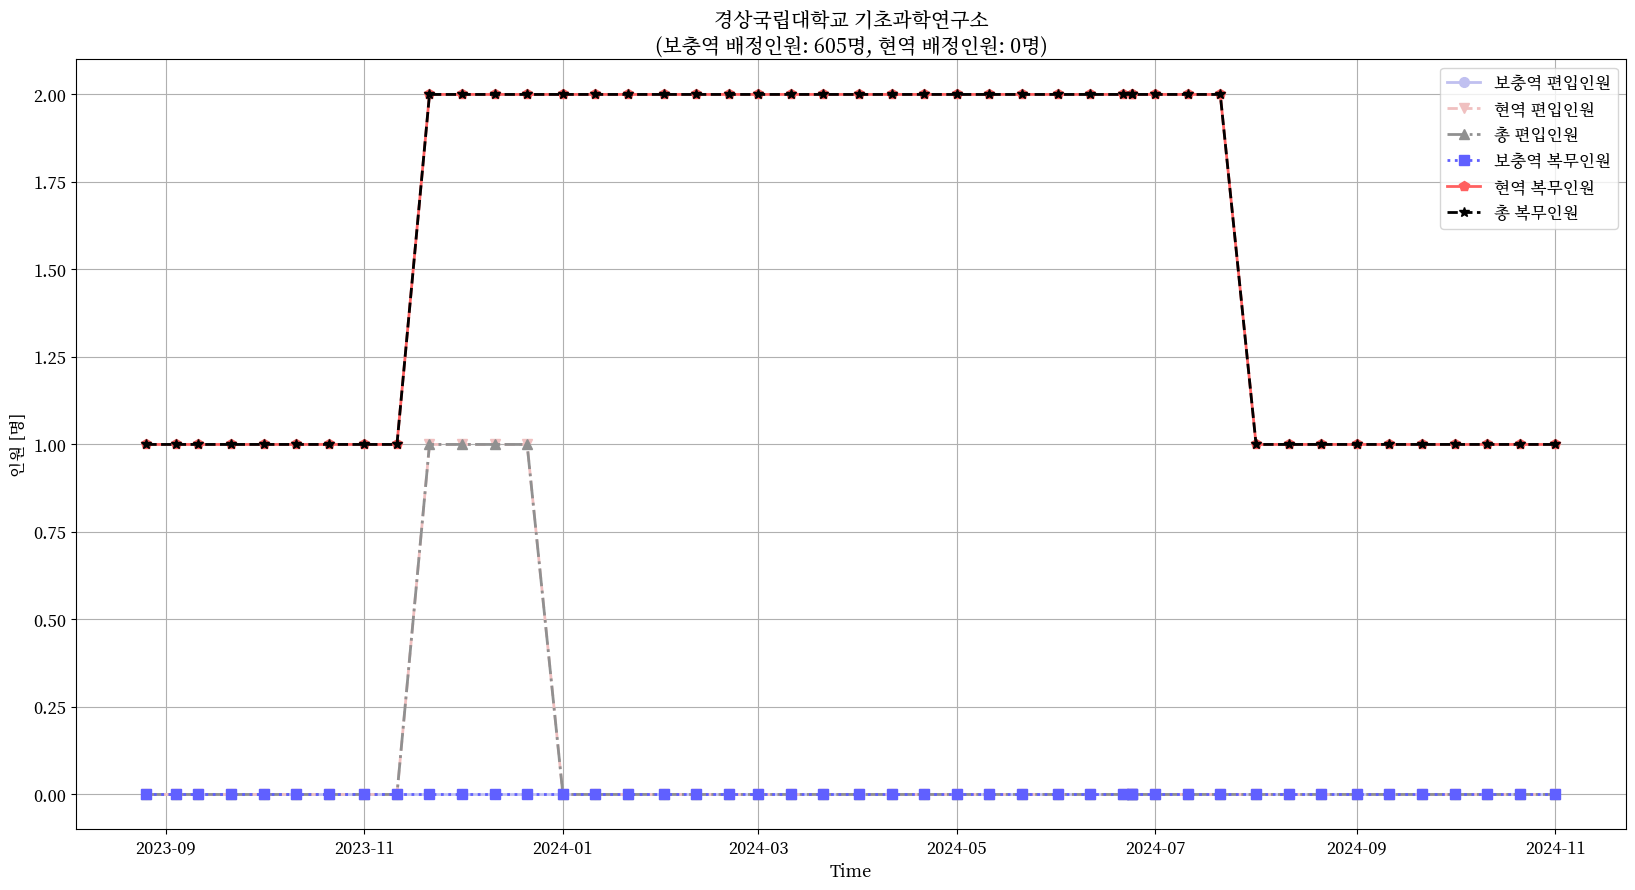 경상국립대학교 기초과학연구소
(보충역 배정인원: 605명, 현역 배정인원: 0명)
보충역 편입인원
현역 편입인원
총 편입인원
보충역 복무인원
현역 복무인원
총 복무인원
2.00
1.75
1.50
1.25
1.00
0.75
0.50
0.25
0.00
인원 [명]
2023-09 2023-11 2024-01 2024-03 2024-05 2024-07 2024-09 2024-11
Time